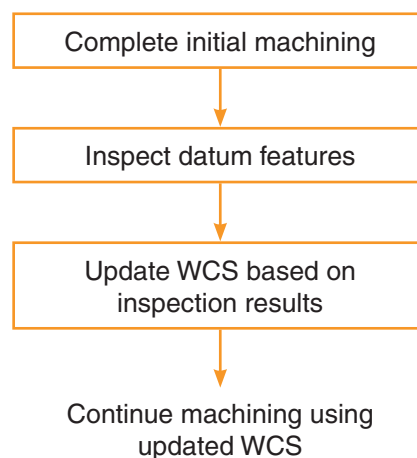 Complete initial machining
Inspect datum features
Update WCS based on
inspection results
Continue machining using
updated WCS